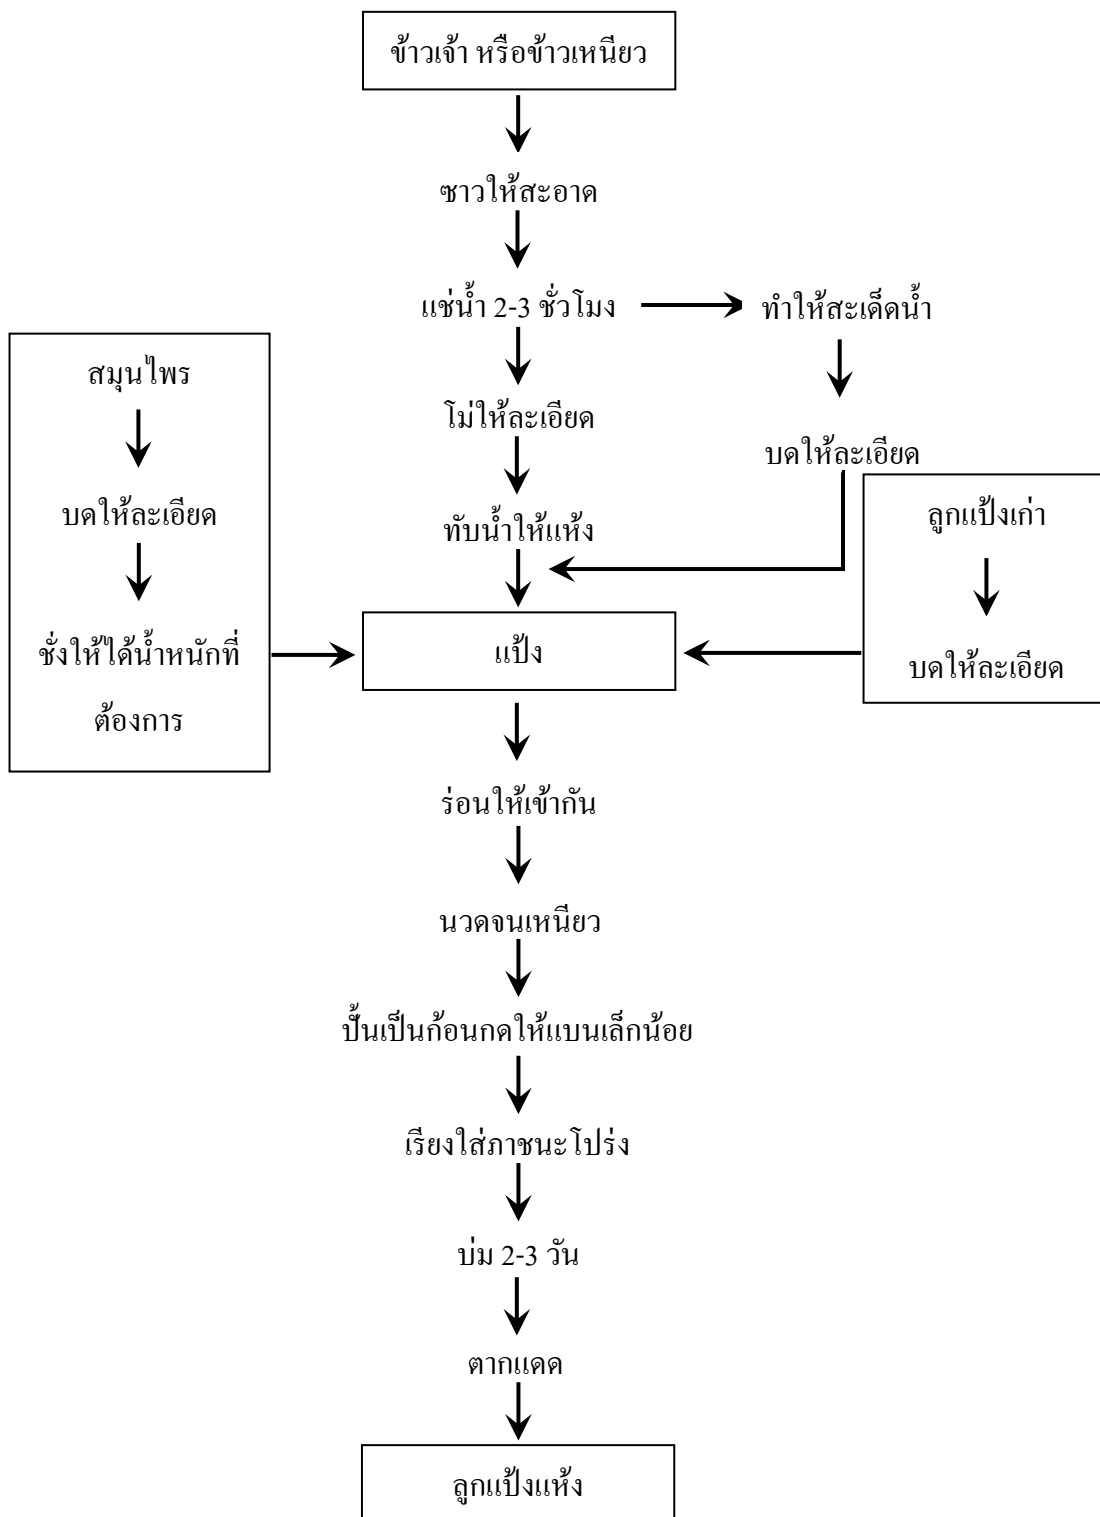 ข้าวเจ้า หรือข้าวเหนียว
ซาวให้สะอาด
แช่น้ำ 2-3 ชั่วโมง
ทำให้สะเด็ดน้ำ
โม่ให้ละเอียด
บดให้ละเอียด
ทับน้ำให้แห้ง
สมุนไพร
บดให้ละเอียด
ชั่งให้ได้น้ำหนักที่
ต้องการ
ลูกแป้งเก่า
บดให้ละเอียด
แป้ง
ร่อนให้เข้ากัน
นวดจนเหนียว
ปั้นเป็นก้อนกดให้แบนเล็กน้อย
เรียงใส่ภาชนะโปร่ง
บ่ม 2-3 วัน
ตากแดด
ลูกแป้งแห้ง